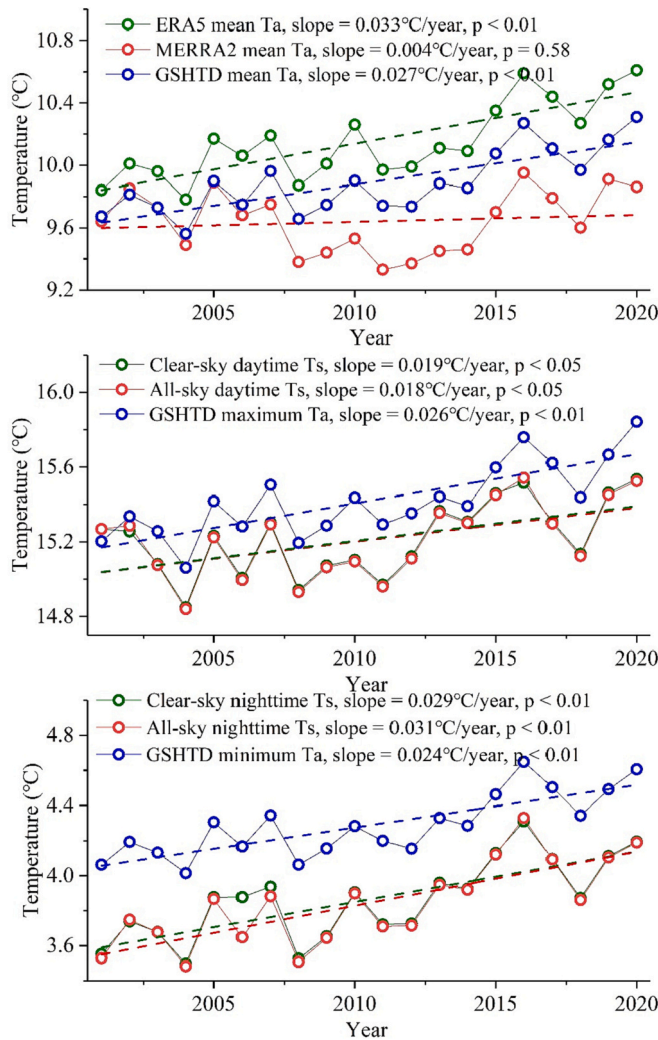 ERA5 mean Ta, slope = 0.033℃/year, p < 0.01
MERRA2 mean Ta, slope = 0.004℃/year, p = 0.58
GSHTD mean Ta, slope = 0.027℃/year, p < 0.01
10.8
10.4
10.0
9.6
9.2
Temperature (℃)
2005 2010 2015 2020
Year
Clear-sky daytime Ts, slope = 0.019℃/year, p < 0.05
All-sky daytime Ts, slope = 0.018℃/year, p < 0.05
GSHTD maximum Ta, slope = 0.026℃/year, p < 0.01
16.0
15.6
15.2
14.8
Temperature (℃)
2005 2010 2015 2020
Year
Clear-sky nighttime Ts, slope = 0.029℃/year, p < 0.01
All-sky nighttime Ts, slope = 0.031℃/year, p < 0.01
GSHTD minimum Ta, slope = 0.024℃/year, p < 0.01
4.8
4.4
4.0
3.6
Temperature (℃)
2005 2010 2015 2020
Year